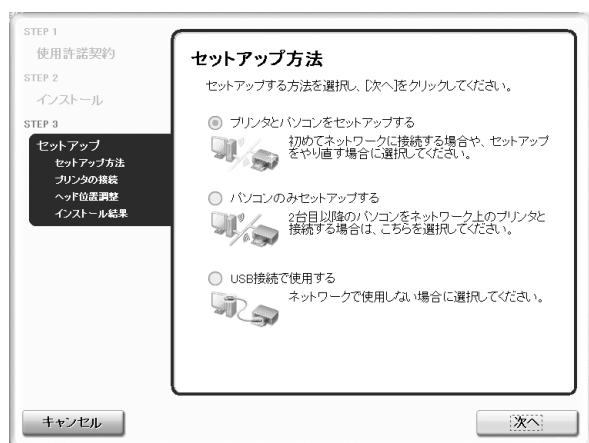 STEP 1
使用許諾契約
STEP 2
インストール
STEP 3
セットアップ
セットアップ方法
プリンタの接続
ヘッド位置調整
インストール結果
セットアップ方法
セットアップする方法を選択し、[次へ]をクリックしてください。
プリンタとパソコンをセットアップする
初めてネットワークに接続する場合や、セットアップ
をやり直す場合に選択してください。
パソコンのみセットアップする
2台目以降のパソコンをネットワーク上のプリンタと
接続する場合は、こちらを選択してください。
USB接続で使用する
ネットワークで使用しない場合に選択してください。
キャンセル
次へ